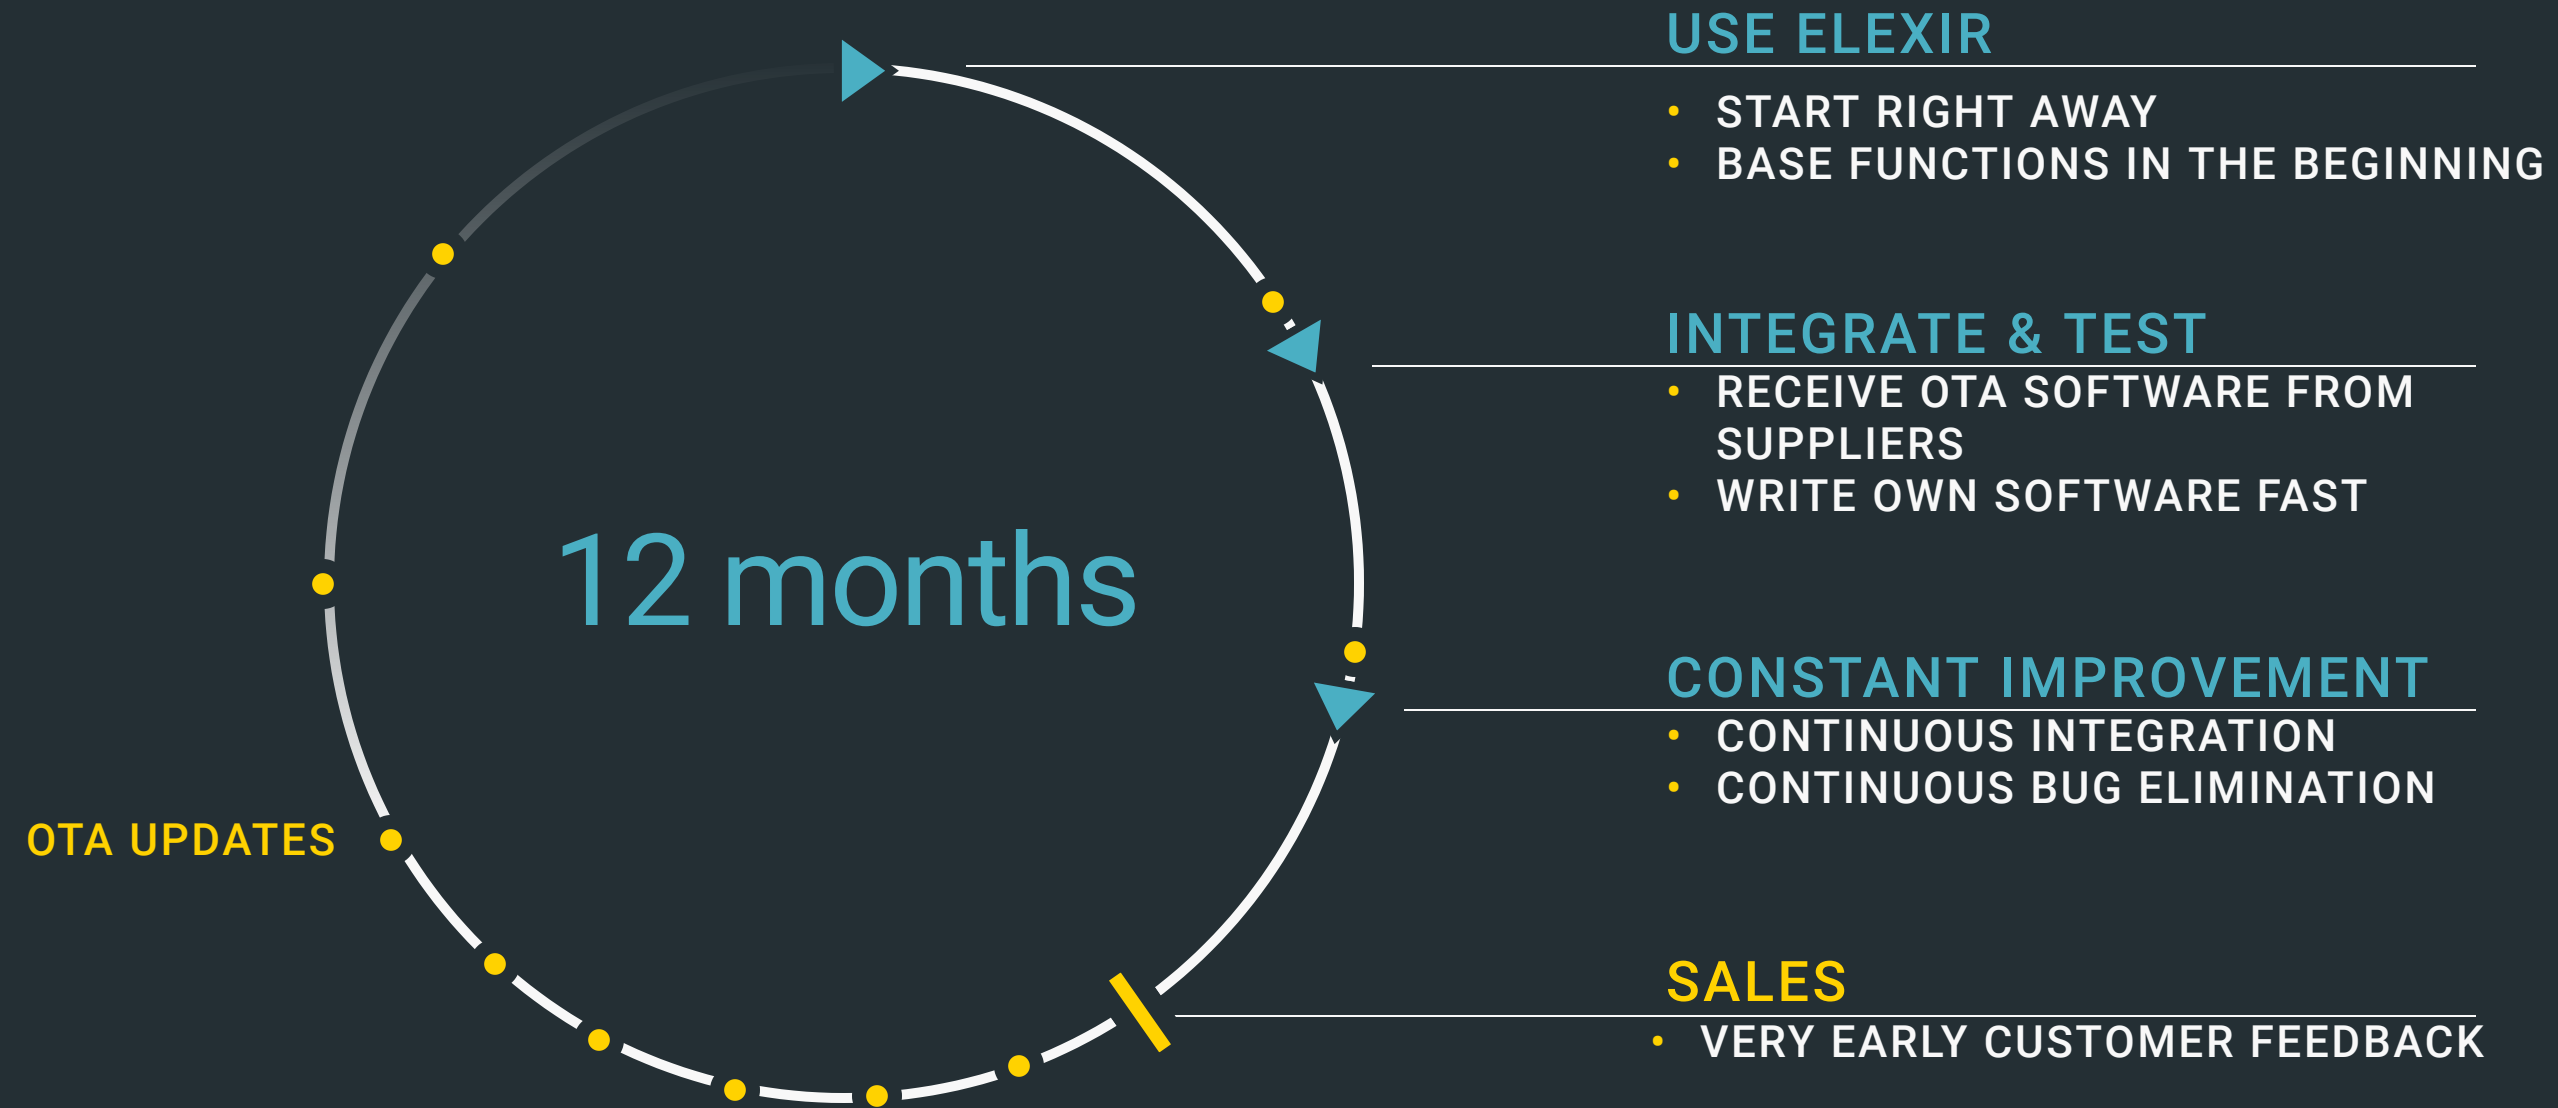 USE ELEXIR
• START RIGHT AWAY
• BASE FUNCTIONS IN THE BEGINNING
INTEGRATE & TEST
• RECEIVE OTA SOFTWARE FROM
SUPPLIERS
• WRITE OWN SOFTWARE FAST
12 months
CONSTANT IMPROVEMENT
• CONTINUOUS INTEGRATION
• CONTINUOUS BUG ELIMINATION
OTA UPDATES
SALES
• VERY EARLY CUSTOMER FEEDBACK